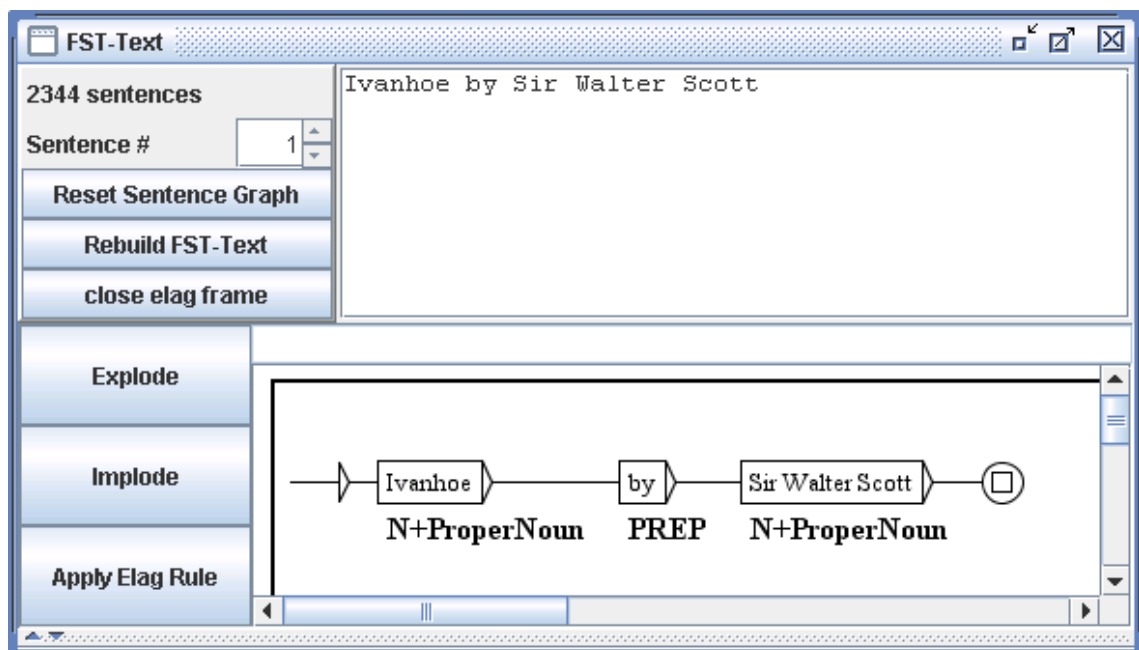 FST-Text
2344 sentences
Sentence # 1
Reset Sentence Graph
Rebuild FST-Text
close elag frame
Ivanhoe by Sir Walter Scott
Explode
Implode
Apply Elag Rule
Ivanhoe by Sir Walter Scott
N+ProperNoun PREP N+ProperNoun